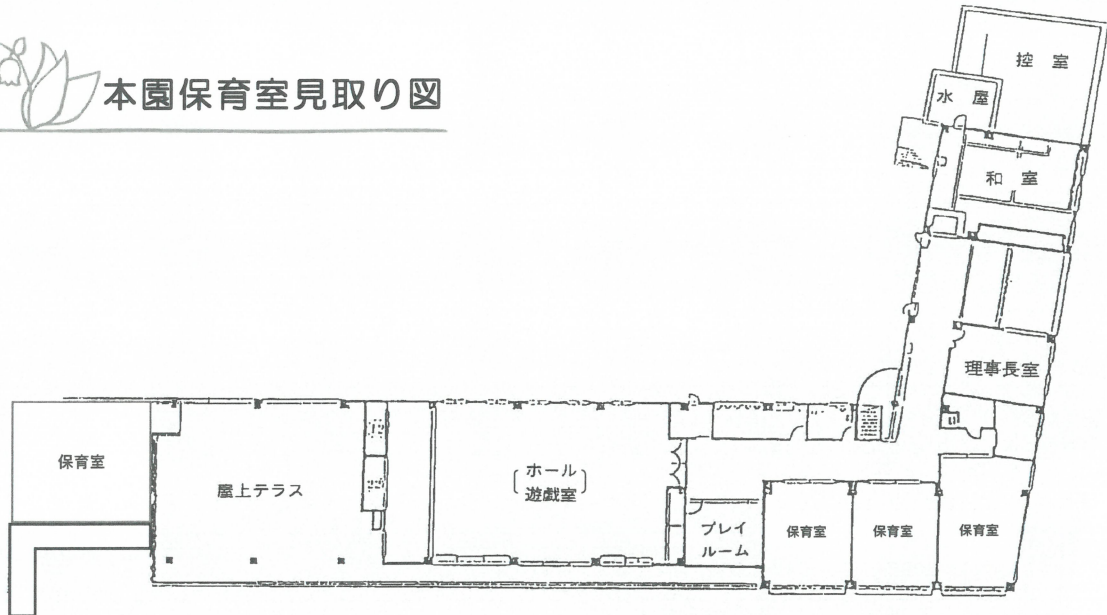 本園保育室見取り図
控室
水屋
和室
理事長室
保育室
屋上テラス
ホール
遊戯室
プレイ
ルーム
保育室
保育室
保育室